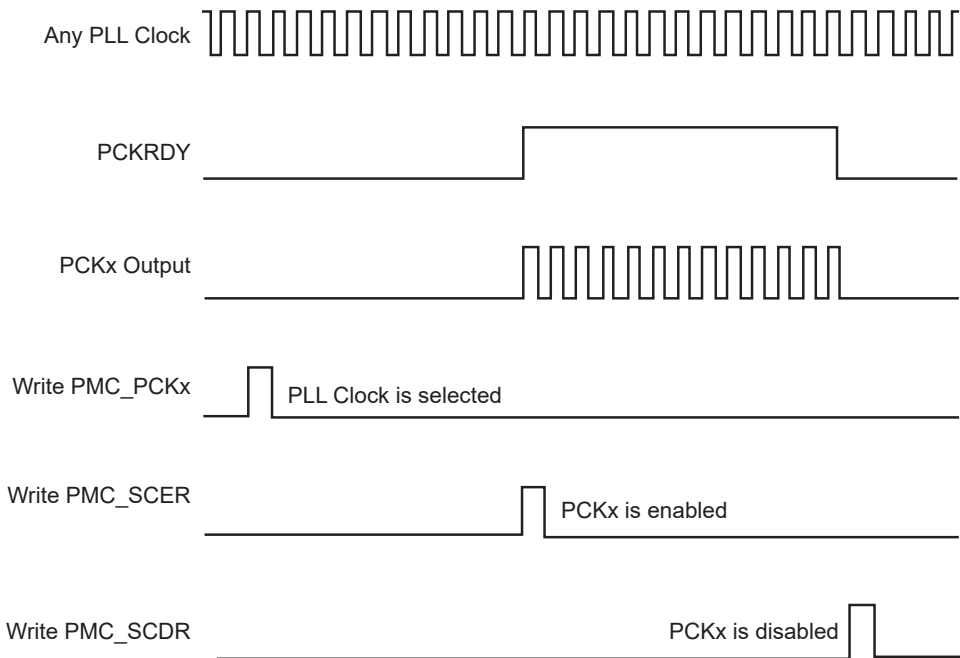 Any PLL Clock
PCKRDY
PCKx Output
Write PMC_PCKx
PLL Clock is selected
Write PMC_SCER
PCKx is enabled
Write PMC_SCDR
PCKx is disabled